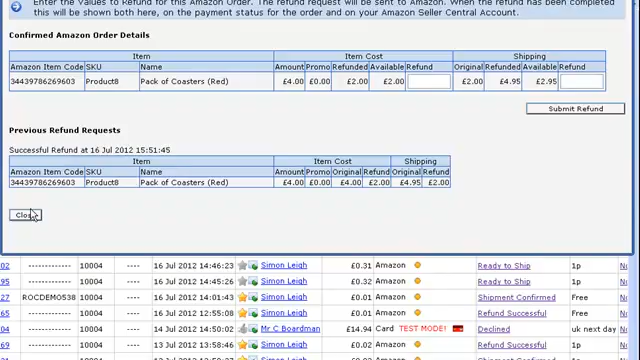 Enter the values to Refund for this Amazon Order. The refund request will be sent to Amazon. When the refund has been completed
this will be shown both here, on the payment status for the order and on your Amazon Seller Central Account.
Confirmed Amazon Order Details
Item Item Cost Shipping
Amazon Item Code SKU Name Amount Promo Refunded Available Refund Original Refunded Available Refund
34439786269603 Product8 Pack of Coasters (Red) £4.00 £0.00 £2.00 £2.00 £2.00 £4.95 £2.95
Submit Refund
Previous Refund Requests
Successful Refund at 16 Jul 2012 15:51:45
Item Item Cost Shipping
Amazon Item Code SKU Name Amount Promo Original Refund Original Refund
34439786269603 Product8 Pack of Coasters (Red) £4.00 £0.00 £4.00 £2.00 £4.95 £2.00
02 ------------ 10004 ---- 16 Jul 2012 14:46:23 Simon Leigh £0.31 Amazon Ready to Ship 1p
95 ------------ 10004 ---- 16 Jul 2012 14:45:26 Simon Leigh £0.32 Amazon Ready to Ship 1p
27 ROCDEMO538 10004 ---- 16 Jul 2012 14:01:43 Simon Leigh £0.01 Amazon Shipment Confirmed Free
65 ------------ 10004 ---- 16 Jul 2012 12:55:08 Simon Leigh £0.01 Amazon Refund Successful 1p
04 ------------ 10004 ---- 14 Jul 2012 14:50:02 Mr C Boardman £14.94 Card TEST MODE! Declined uk next day
69 ------------ 10004 ---- 13 Jul 2012 Simon Leigh £0.01 Amazon Refund Successful 1p